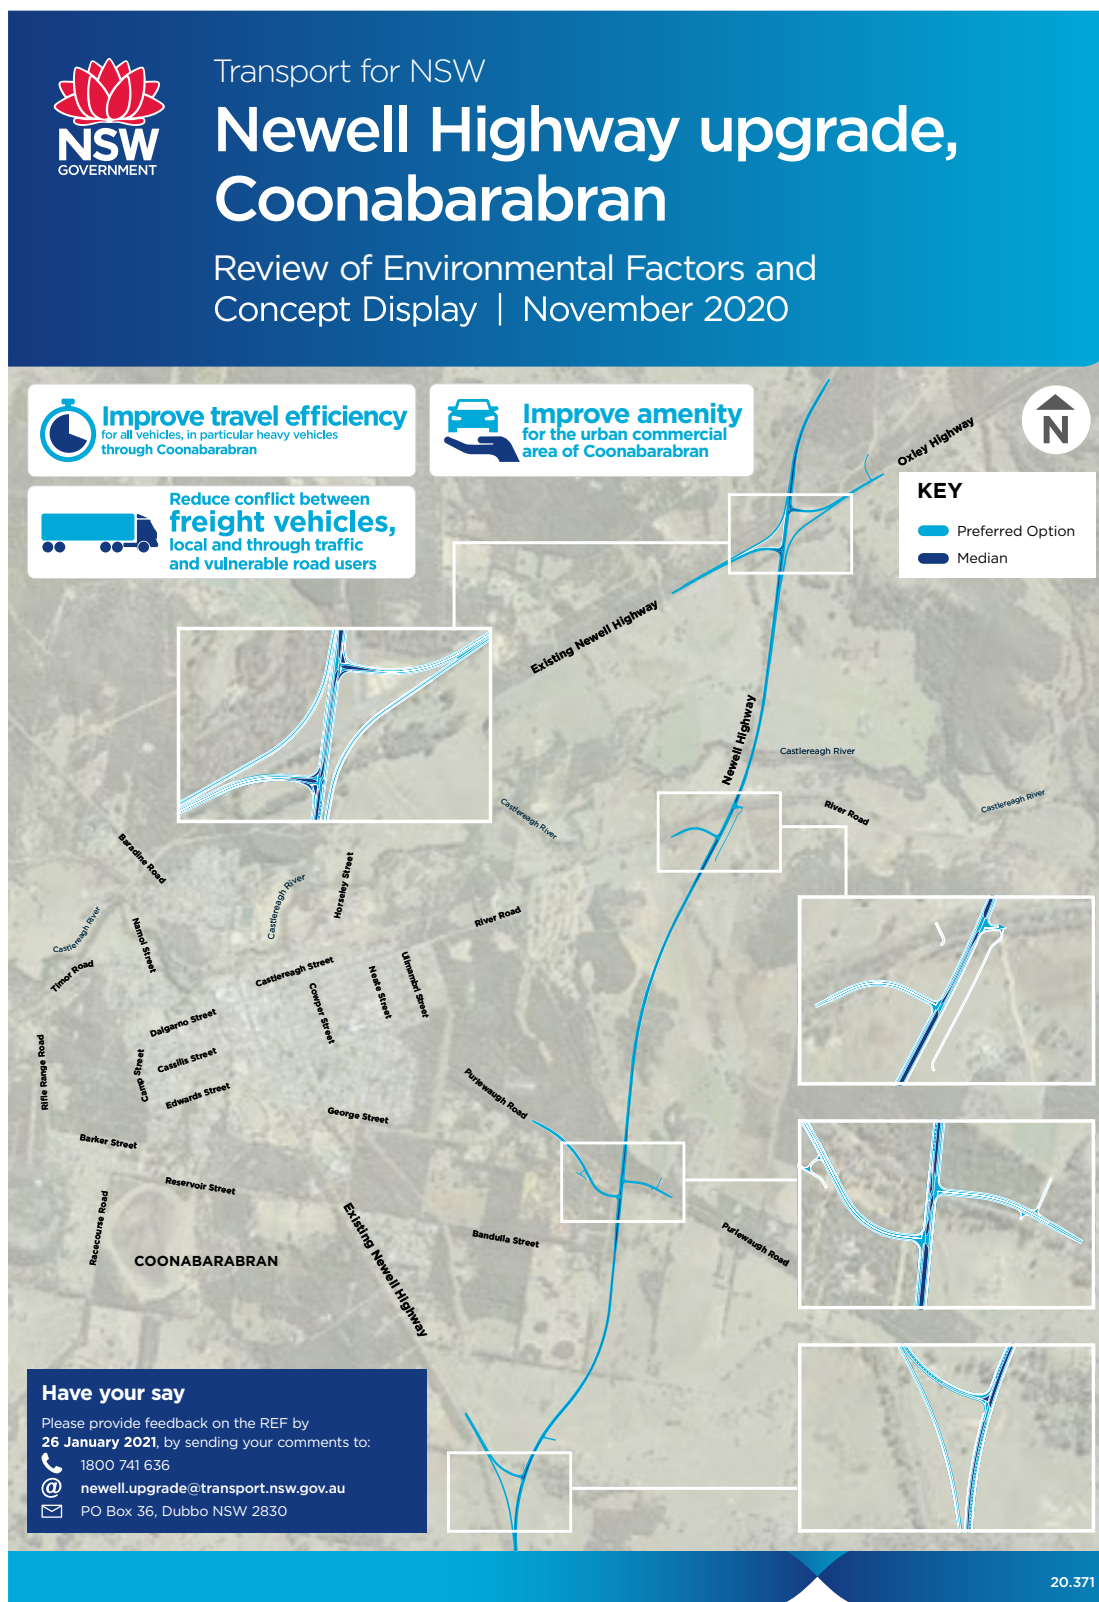 NSW
GOVERNMENT
Transport for NSW
Newell Highway upgrade,
Coonabarabran
Review of Environmental Factors and
Concept Display | November 2020
Improve travel efficiency
for all vehicles, in particular heavy vehicles
through Coonabarabran
Improve amenity
for the urban commercial
area of Coonabarabran
Reduce conflict between
freight vehicles,
local and through traffic
and vulnerable road users
N
KEY
Preferred Option
Median
Oxley Highway
Existing Newell Highway
Newell Highway
Castlereagh River
Castlereagh River
River Road
Castlereagh River
Baradine Road
Castlereagh River
Horseley Street
Castlereagh River
Namoi Street
River Road
Timor Road
Castlereagh Street
Neate Street
Ulmambri Street
Cowper Street
Dalgarno Street
Rifle Range Road
Camp Street
Cassilis Street
Edwards Street
Purlewaugh Road
George Street
Barker Street
Reservoir Street
Racecourse Road
Existing Newell Highway
Bandulla Street
Purlewaugh Road
COONABARABRAN
Have your say
Please provide feedback on the REF by
26 January 2021, by sending your comments to:
1800 741 636
@ newell.upgrade@transport.nsw.gov.au
PO Box 36, Dubbo NSW 2830
20.371